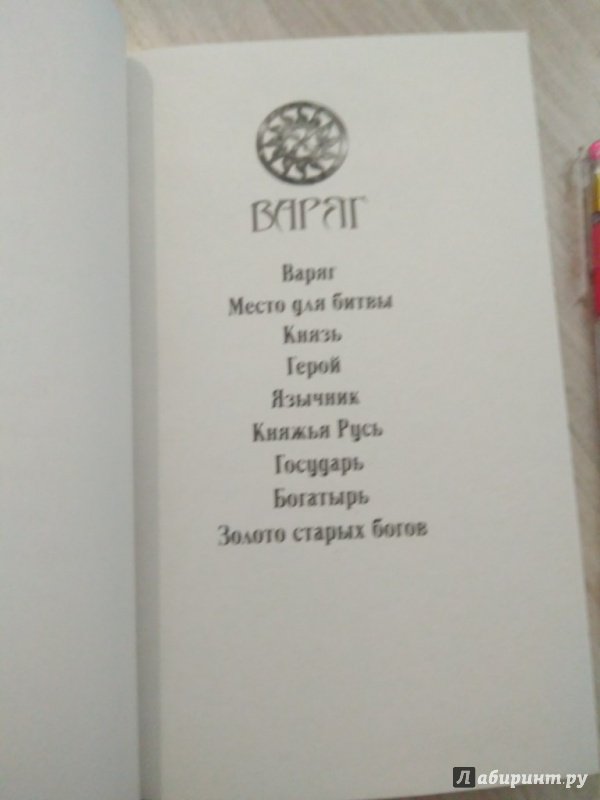 ВАРЯГ
Варяг
Место для битвы
Князь
Герой
Язычник
Княжья Русь
Государь
Богатырь
Золото старых богов
Лабиринт.ру